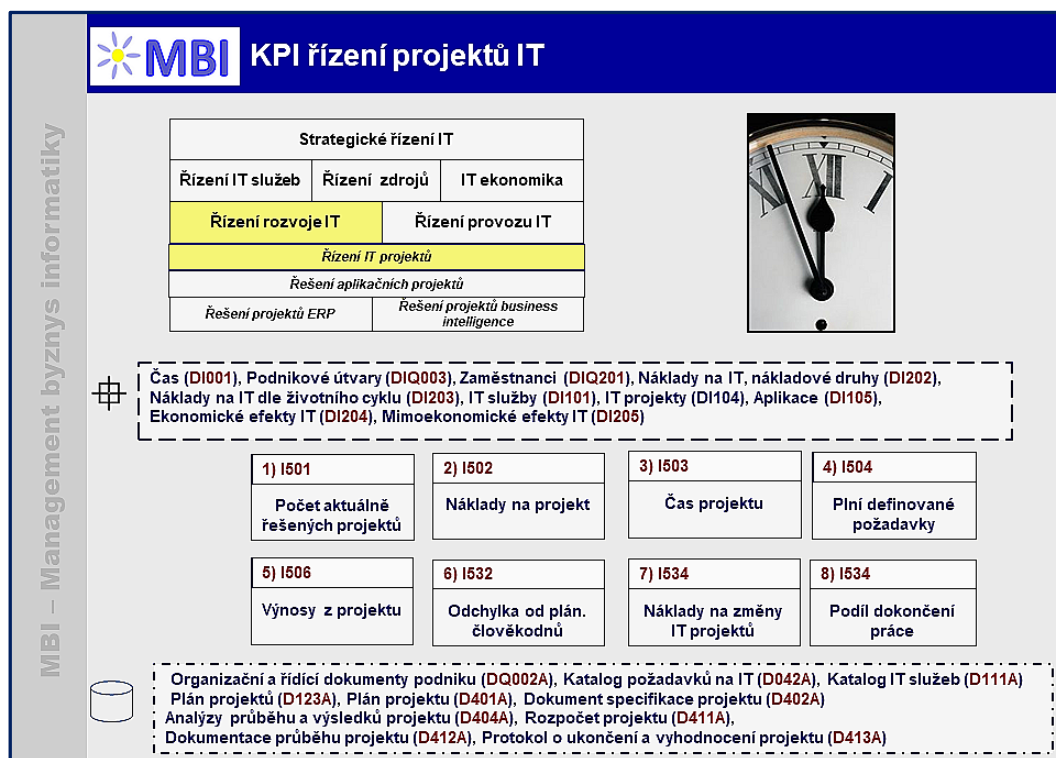 MBI – Management byznys informatiky
MBI
KPI řízení projektů IT
Strategické řízení IT
Řízení IT služeb
Řízení zdrojů
IT ekonomika
Řízení rozvoje IT
Řízení provozu IT
Řízení IT projektů
Řešení aplikačních projektů
Řešení projektů ERP
Řešení projektů business
intelligence
Čas (DI001), Podnikové útvary (DIQ003), Zaměstnanci (DIQ201), Náklady na IT, nákladové druhy (DI202),
Náklady na IT dle životního cyklu (DI203), IT služby (DI101), IT projekty (DI104), Aplikace (DI105),
Ekonomické efekty IT (DI204), Mimoekonomické efekty IT (DI205)
1) I501
Počet aktuálně
řešených projektů
2) I502
Náklady na projekt
3) I503
Čas projektu
4) I504
Plní definované
požadavky
5) I506
Výnosy z projektu
6) I532
Odchylka od plán.
člověkodnů
7) I534
Náklady na změny
IT projektů
8) I534
Podíl dokončení
práce
Organizační a řídící dokumenty podniku (DQ002A), Katalog požadavků na IT (D042A), Katalog IT služeb (D111A)
Plán projektů (D123A), Plán projektu (D401A), Dokument specifikace projektu (D402A)
Analýzy průběhu a výsledků projektu (D404A), Rozpočet projektu (D411A),
Dokumentace průběhu projektu (D412A), Protokol o ukončení a vyhodnocení projektu (D413A)